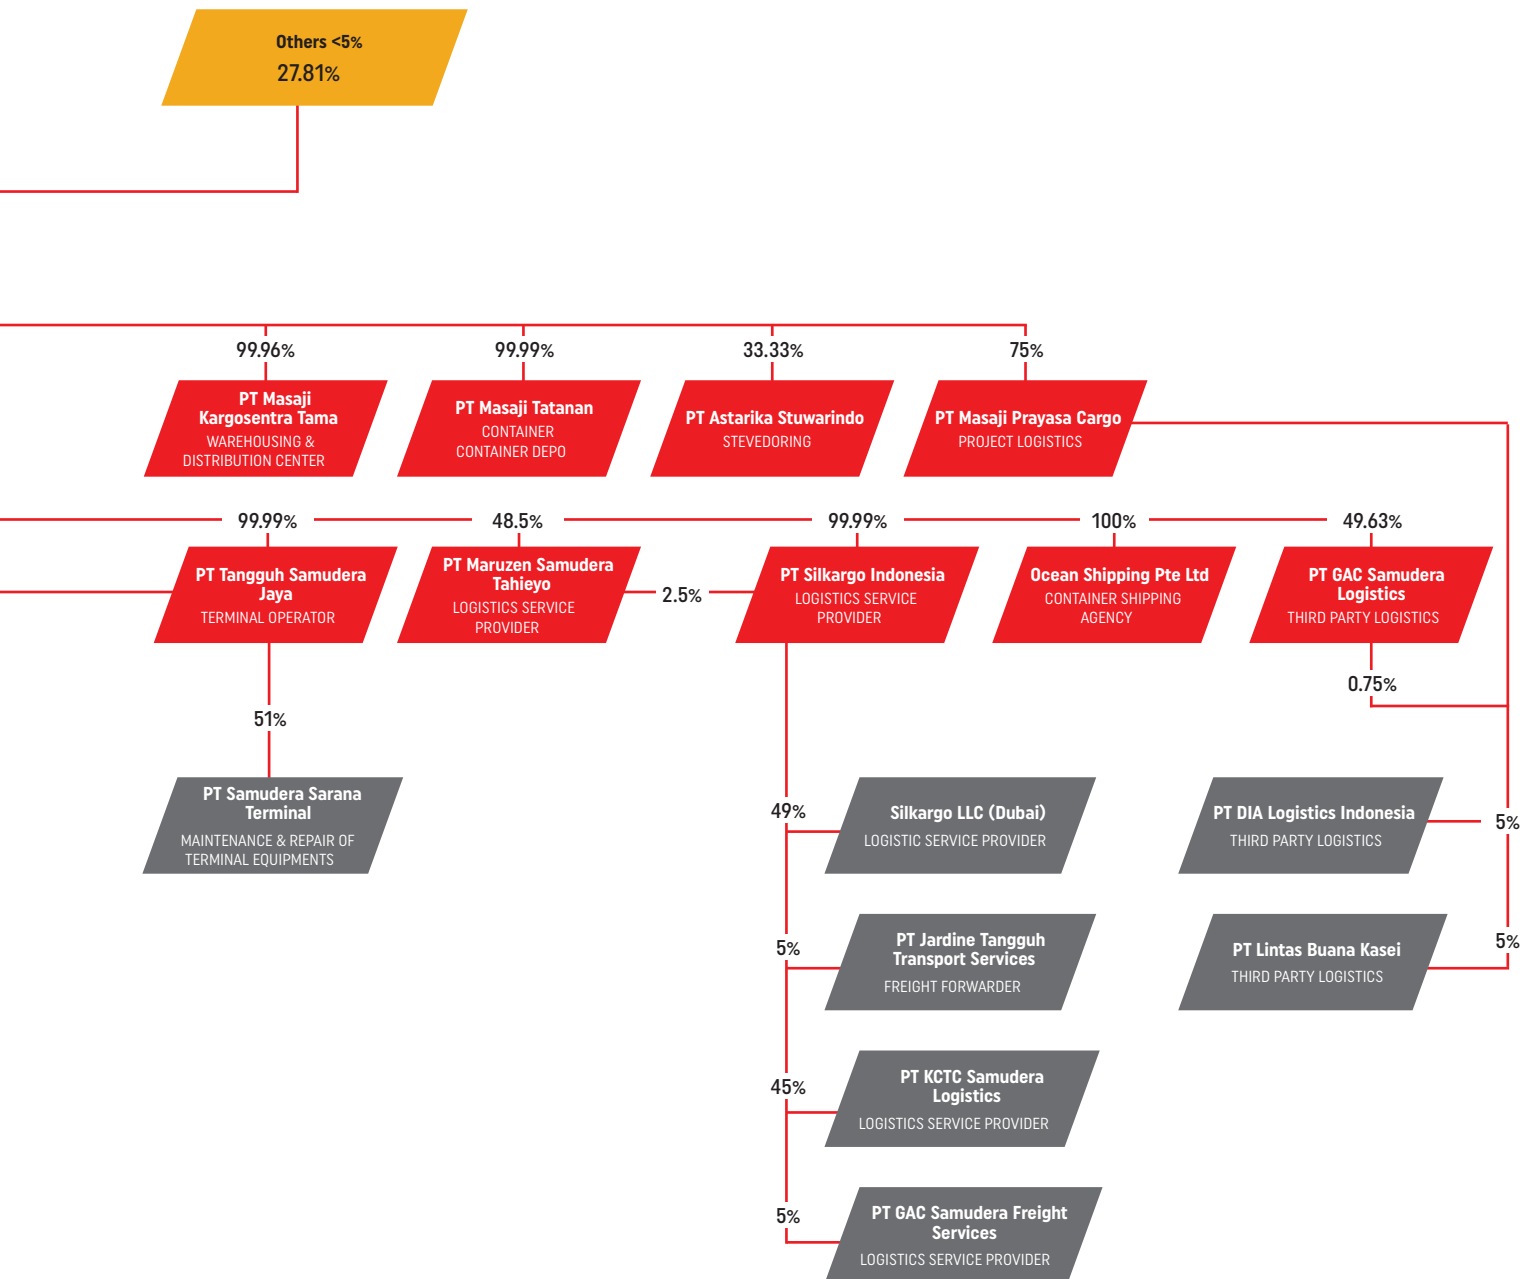 Others <5%
27.81%
99.96%
99.99%
33.33%
75%
PT Masaji
Kargosentra Tama
WAREHOUSING &
DISTRIBUTION CENTER
PT Masaji Tatanan
CONTAINER
CONTAINER DEPO
PT Astarika Stuwarindo
STEVEDORING
PT Masaji Prayasa Cargo
PROJECT LOGISTICS
99.99%
48.5%
99.99%
100%
49.63%
PT Tangguh Samudera
Jaya
TERMINAL OPERATOR
PT Maruzen Samudera
Tahieyo
LOGISTICS SERVICE
PROVIDER
2.5%
PT Silkargo Indonesia
LOGISTICS SERVICE
PROVIDER
Ocean Shipping Pte Ltd
CONTAINER SHIPPING
AGENCY
PT GAC Samudera
Logistics
THIRD PARTY LOGISTICS
0.75%
51%
PT Samudera Sarana
Terminal
MAINTENANCE & REPAIR OF
TERMINAL EQUIPMENTS
49%
Silkargo LLC (Dubai)
LOGISTIC SERVICE PROVIDER
PT DIA Logistics Indonesia
THIRD PARTY LOGISTICS
5%
5%
PT Jardine Tangguh
Transport Services
FREIGHT FORWARDER
PT Lintas Buana Kasei
THIRD PARTY LOGISTICS
5%
45%
PT KCTC Samudera
Logistics
LOGISTICS SERVICE PROVIDER
5%
PT GAC Samudera Freight
Services
LOGISTICS SERVICE PROVIDER